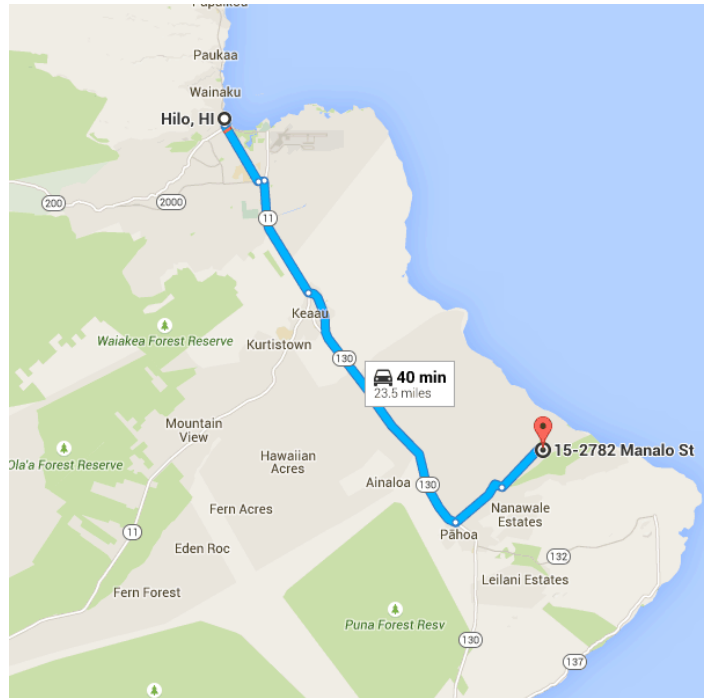 Papaikou
Paukaa
Wainaku
Hilo, HI
200
2000
11
Keaau
Waiakea Forest Reserve
Kurtistown
130
40 min
23.5 miles
Mountain
View
15-2782 Manalo St
Ola'a Forest Reserve
Hawaiian
Acres
Ainaloa
130
Fern Acres
Nanawale
Estates
11
Pāhoa
Eden Roc
132
Leilani Estates
Fern Forest
Puna Forest Resv
130
137